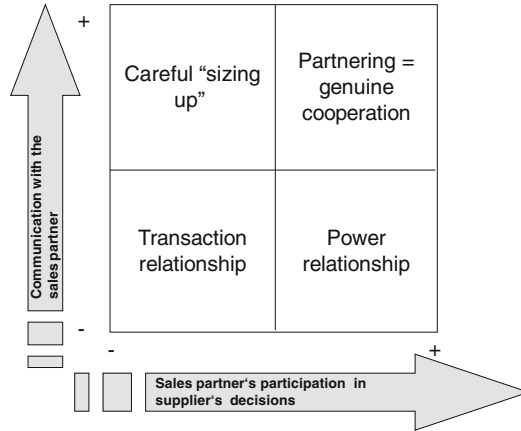 +
Careful “sizing
up”
Partnering =
genuine
cooperation
Communication with the
sales partner
Transaction
relationship
Power
relationship
-
-
+
Sales partner‘s participation in
supplier‘s decisions